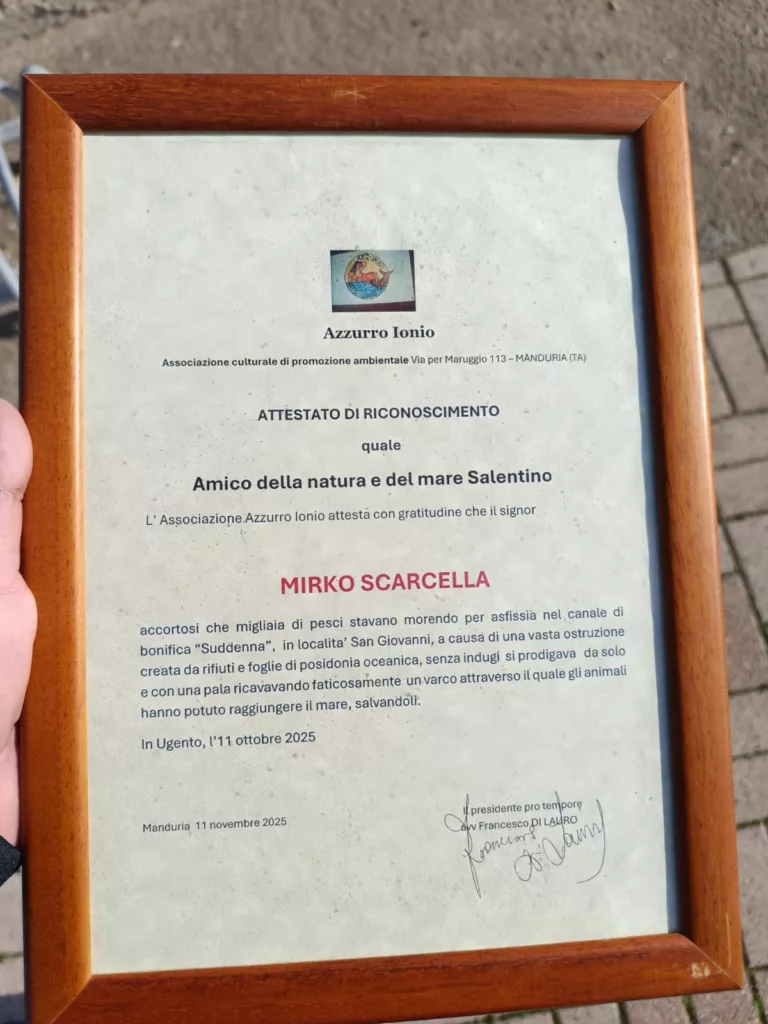 Azzurro Ionio
Associazione culturale di promozione ambientale Via per Maruggio 113 – MANDURIA (TA)
ATTESTATO DI RICONOSCIMENTO
quale
Amico della natura e del mare Salentino
L' Associazione Azzurro Ionio attesta con gratitudine che il signor
MIRKO SCARCELLA
accortosi che migliaia di pesci stavano morendo per asfissia nel canale di
bonifica “Suddenna”, in localita’ San Giovanni, a causa di una vasta ostruzione
creata da rifiuti e foglie di posidonia oceanica, senza indugi si prodigava da solo
e con una pala ricavavando faticosamente un varco attraverso il quale gli animali
hanno potuto raggiungere il mare, salvandoli.
In Ugento, l’11 ottobre 2025
Manduria 11 novembre 2025
Il presidente pro tempore
avv Francesco DI LAURO